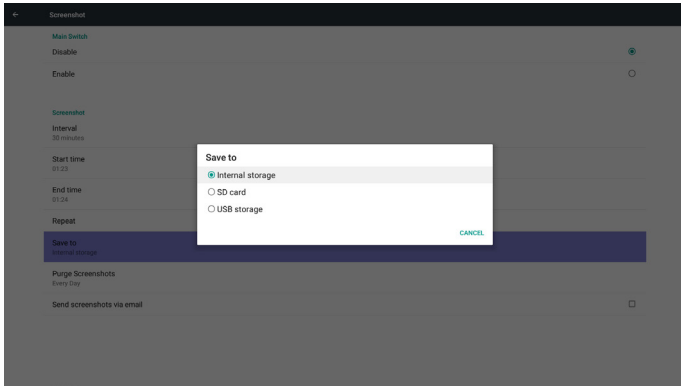 Screenshot
Main Switch
Disable
Enable
Screenshot
Interval
30 minutes
Start time
01:23
End time
01:24
Repeat
Save to
Internal storage
Purge Screenshots
Every Day
Send screenshots via email
Save to
Internal storage
SD card
USB storage
CANCEL